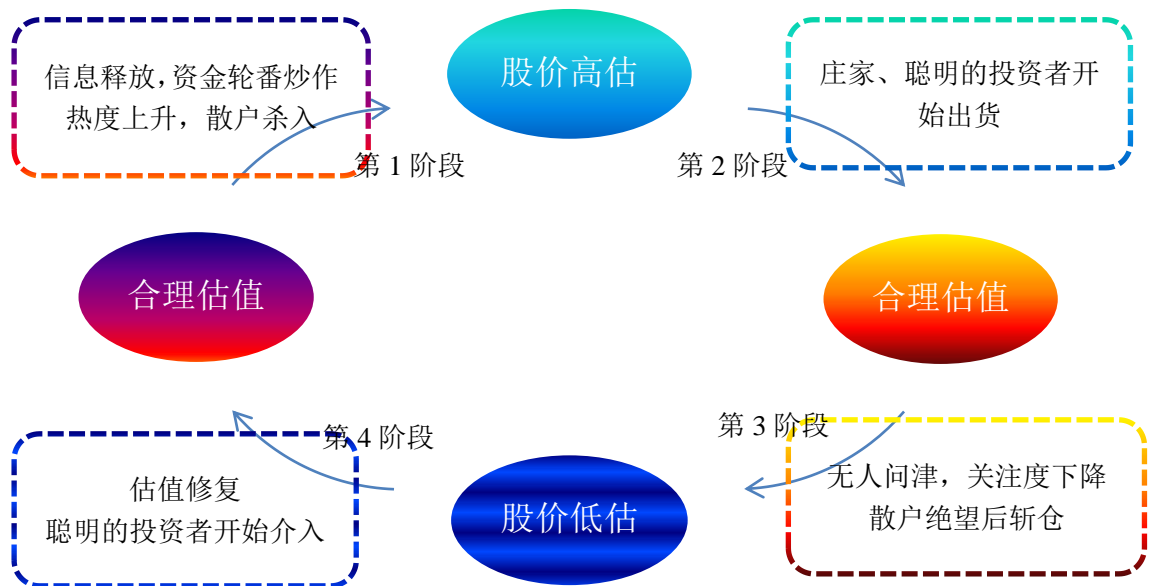 信息释放，资金轮番炒作
热度上升，散户杀入
股价高估
庄家、聪明的投资者开
始出货
第 1 阶段
第 2 阶段
合理估值
合理估值
第 4 阶段
第 3 阶段
估值修复
聪明的投资者开始介入
股价低估
无人问津，关注度下降
散户绝望后斩仓